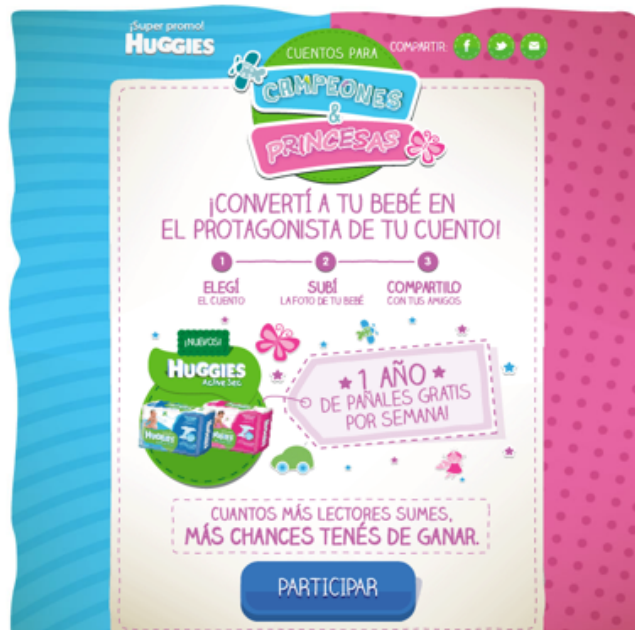 ¡Super promo!
HUGGIES
CUENTOS PARA
COMPARTIR:
CAMPEONES
&
PRINCESAS
¡CONVERTÍ A TU BEBÉ EN
EL PROTAGONISTA DE TU CUENTO!
1 2 3
ELEGÍ SUBÍ COMPARTILO
EL CUENTO LA FOTO DE TU BEBÉ CON TUS AMIGOS
¡NUEVOS!
HUGGIES
Active Sec
HUGGIES
1 AÑO
DE PAÑALES GRATIS
POR SEMANA!
CUANTOS MÁS LECTORES SUMES,
MÁS CHANCES TENÉS DE GANAR.
PARTICIPAR